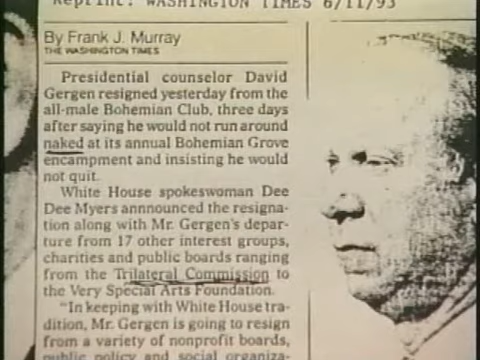 Reprint: WASHINGTON TIMES 6/11/93
By Frank J. Murray
THE WASHINGTON TIMES
Presidential counselor David
Gergen resigned yesterday from the
all-male Bohemian Club, three days
after saying he would not run around
naked at its annual Bohemian Grove
encampment and insisting he would
not quit.
White House spokeswoman Dee
Dee Myers annnounced the resigna-
tion along with Mr. Gergen's depar-
ture from 17 other interest groups,
charities and public boards ranging
from the Trilateral Commission to
the Very Special Arts Foundation.
"In keeping with White House tra-
dition, Mr. Gergen is going to resign
from a variety of nonprofit boards,
public policy and social organiza-